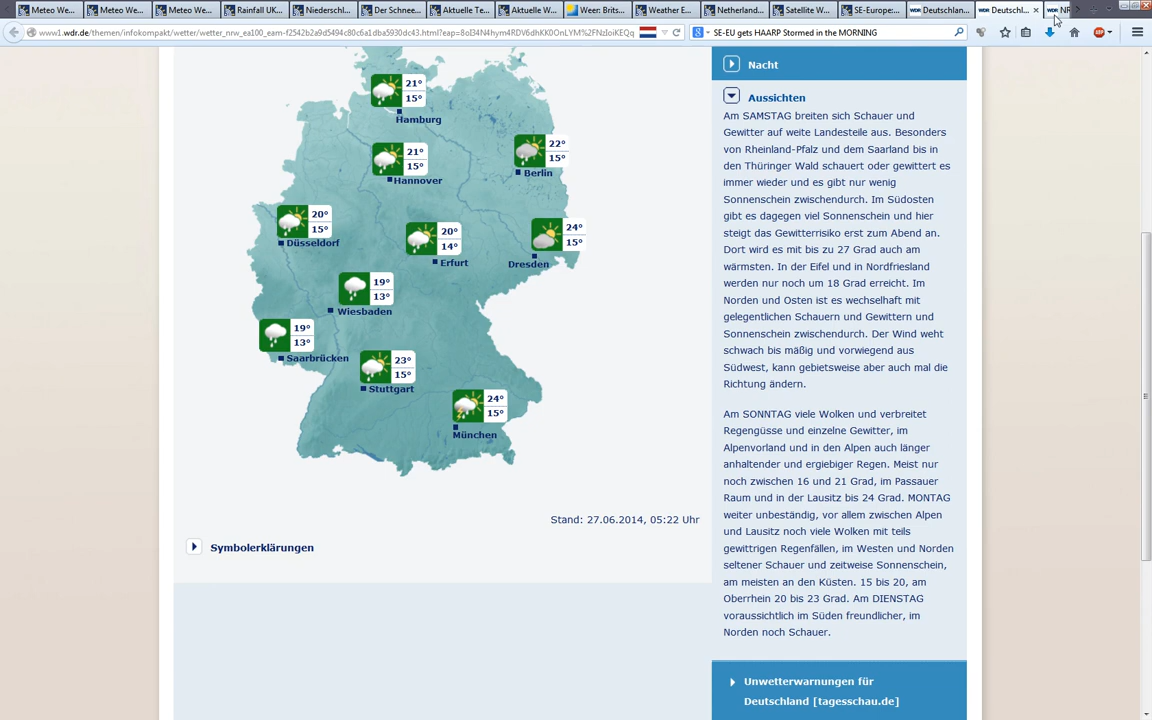 Meteo We...
Meteo We...
Meteo We...
Rainfall UK...
Niederschl...
Der Schnee...
Aktuelle Te...
Aktuelle W...
Weer: Brits...
Weather E...
Netherland...
Satellite W...
SE-Europe:...
Deutschlan...
Deutschl...
NR
www1.wdr.de/themen/infokompakt/wetter/wetter_nrw_ea100_eam-f2542b2a9d5494c80c6a1dba5930dc43.html?eap=8oI34N4hym4RDV6dhKK0OnLYM%2FNzIoiKEQq
SE-EU gets HAARP Stormed in the MORNING
21°
15°
Hamburg
21°
15°
Hannover
22°
15°
Berlin
20°
15°
Düsseldorf
20°
14°
Erfurt
24°
15°
Dresden
19°
13°
Wiesbaden
19°
13°
Saarbrücken
23°
15°
Stuttgart
24°
15°
München
Stand: 27.06.2014, 05:22 Uhr
Symbolerklärungen
Nacht
Aussichten
Am SAMSTAG breiten sich Schauer und
Gewitter auf weite Landesteile aus. Besonders
von Rheinland-Pfalz und dem Saarland bis in
den Thüringer Wald schauert oder gewittert es
immer wieder und es gibt nur wenig
Sonnenschein zwischendurch. Im Südosten
gibt es dagegen viel Sonnenschein und hier
steigt das Gewitterrisiko erst zum Abend an.
Dort wird es mit bis zu 27 Grad auch am
wärmsten. In der Eifel und in Nordfriesland
werden nur noch um 18 Grad erreicht. Im
Norden und Osten ist es wechselhaft mit
gelegentlichen Schauern und Gewittern und
Sonnenschein zwischendurch. Der Wind weht
schwach bis mäßig und vorwiegend aus
Südwest, kann gebietsweise aber auch mal die
Richtung ändern.
Am SONNTAG viele Wolken und verbreitet
Regengüsse und einzelne Gewitter, im
Alpenvorland und in den Alpen auch länger
anhaltender und ergiebiger Regen. Meist nur
noch zwischen 16 und 21 Grad, im Passauer
Raum und in der Lausitz bis 24 Grad. MONTAG
weiter unbeständig, vor allem zwischen Alpen
und Lausitz noch viele Wolken mit teils
gewittrigen Regenfällen, im Westen und Norden
seltener Schauer und zeitweise Sonnenschein,
am meisten an den Küsten. 15 bis 20, am
Oberrhein 20 bis 23 Grad. Am DIENSTAG
voraussichtlich im Süden freundlicher, im
Norden noch Schauer.
Unwetterwarnungen für
Deutschland [tagesschau.de]